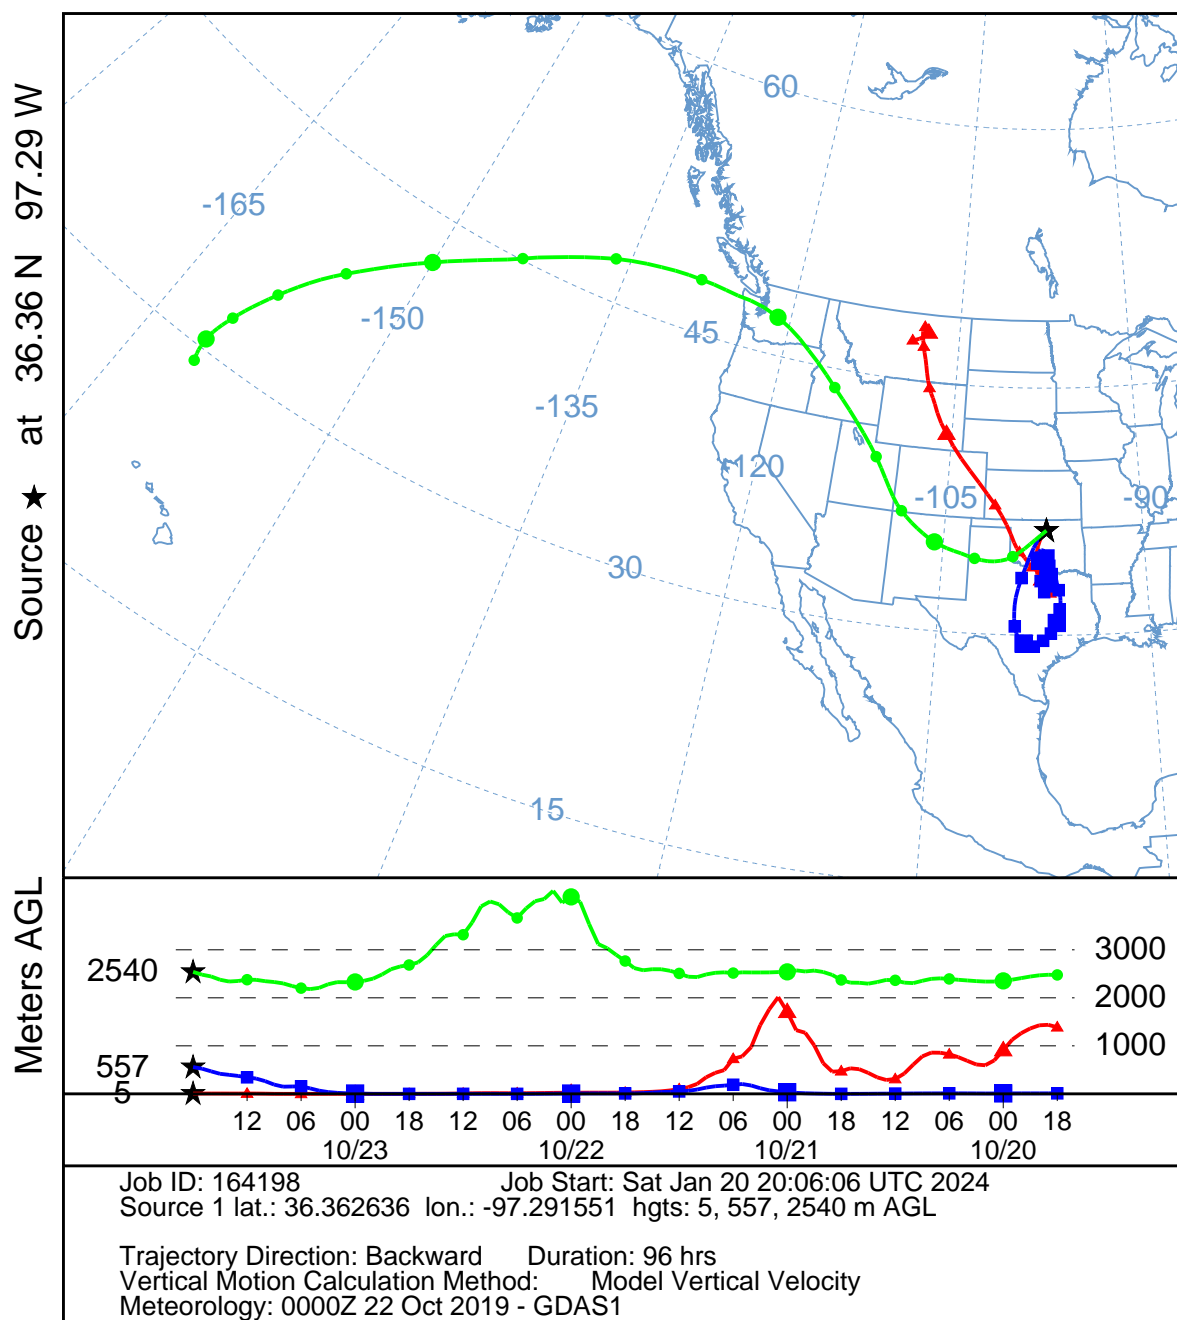 Source ★ at 36.36 N 97.29 W
60
-165
-150
45
-135
-120
-105
-90
30
15
Meters AGL
2540
557
5
3000
2000
1000
12 06 00 18 12 06 00 18 12 06 00 18 12 06 00 18
10/23 10/22 10/21 10/20
Job ID: 164198 Job Start: Sat Jan 20 20:06:06 UTC 2024
Source 1 lat.: 36.362636 lon.: -97.291551 hgts: 5, 557, 2540 m AGL
Trajectory Direction: Backward Duration: 96 hrs
Vertical Motion Calculation Method: Model Vertical Velocity
Meteorology: 0000Z 22 Oct 2019 - GDAS1